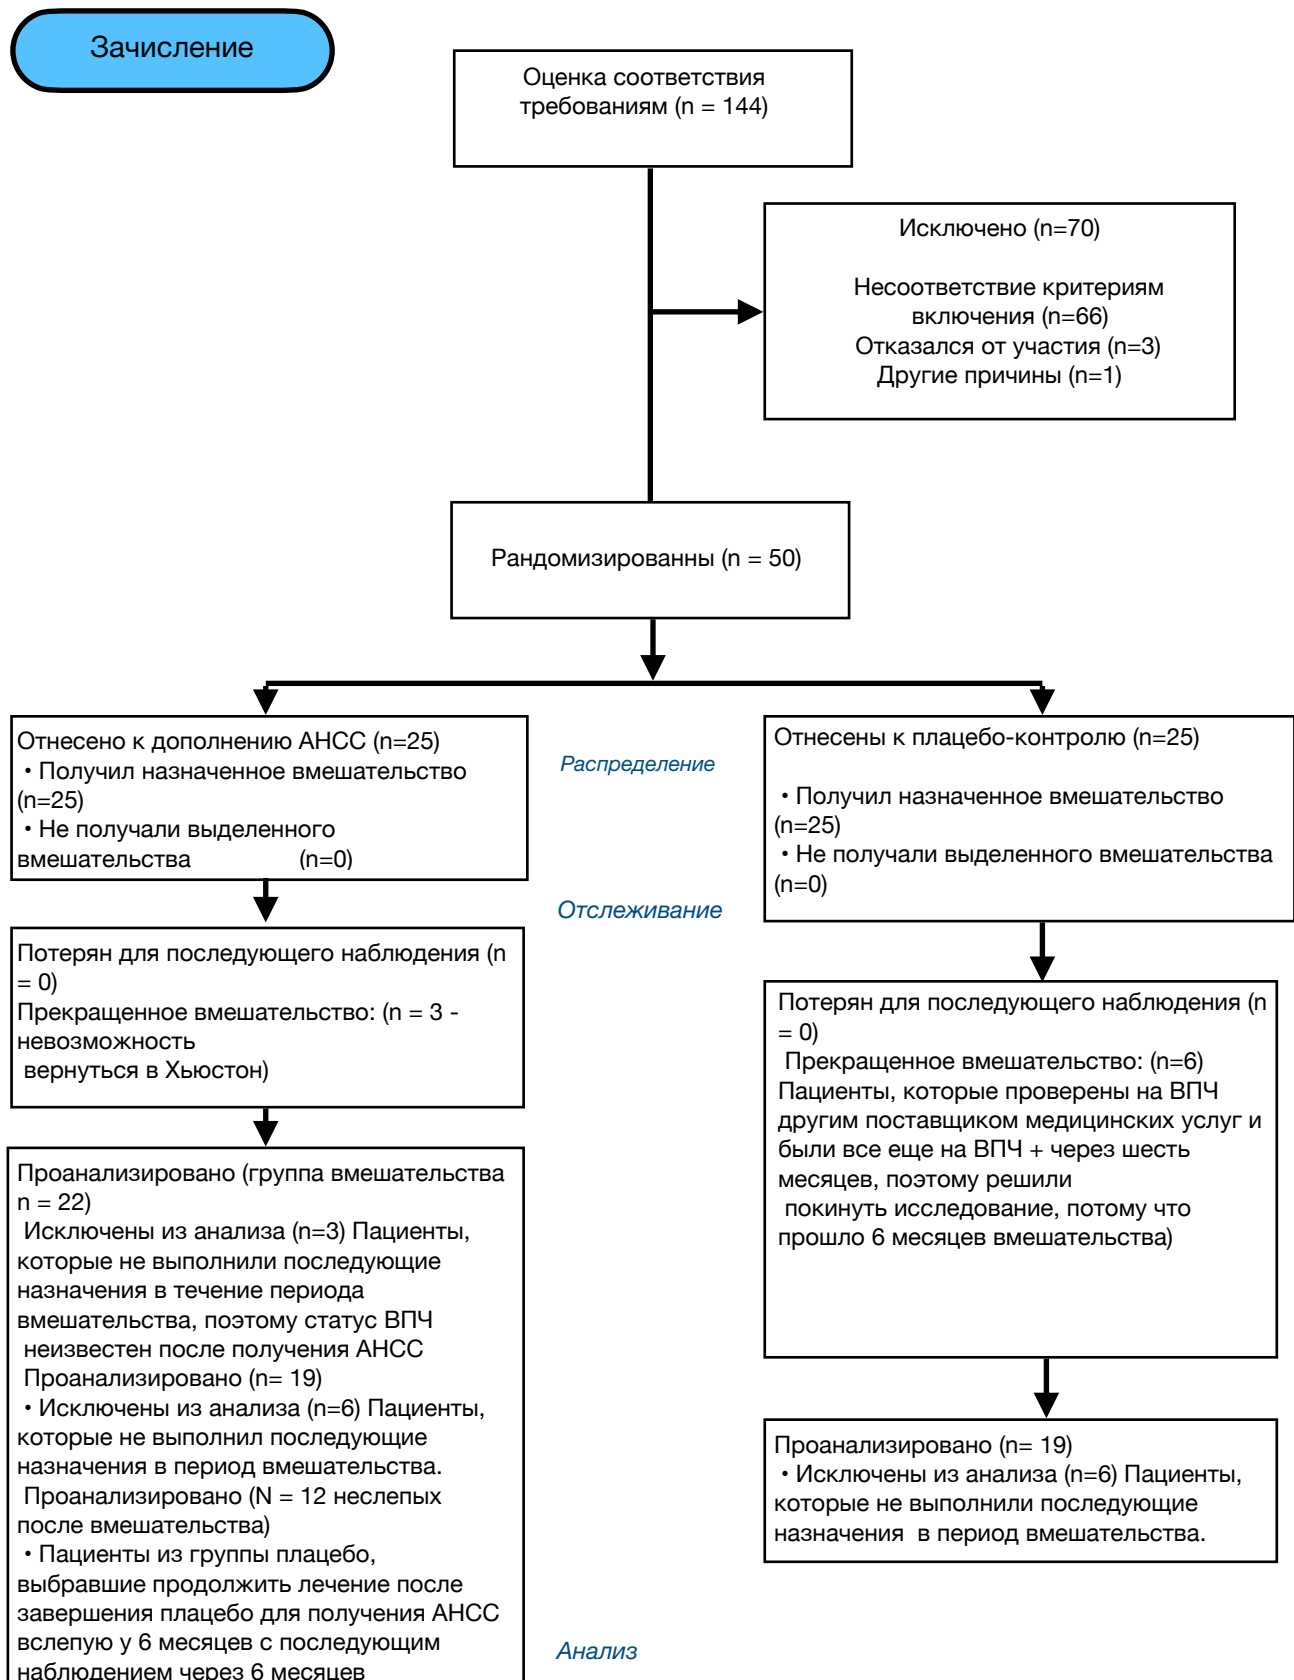 Зачисление
Оценка соответствия
требованиям (n = 144)
Исключено (n=70)
Несоответствие критериям
включения (n=66)
Отказался от участия (n=3)
Другие причины (n=1)
Рандомизированны (n = 50)
Отнесено к дополнению АНСС (n=25)
• Получил назначенное вмешательство
(n=25)
• Не получали выделенного
вмешательства (n=0)
Распределение
Отнесены к плацебо-контролю (n=25)
• Получил назначенное вмешательство
(n=25)
• Не получали выделенного вмешательства
(n=0)
Отслеживание
Потерян для последующего наблюдения (n
= 0)
Прекращенное вмешательство: (n = 3 -
невозможность
вернуться в Хьюстон)
Потерян для последующего наблюдения (n
= 0)
Прекращенное вмешательство: (n=6)
Пациенты, которые проверены на ВПЧ
другим поставщиком медицинских услуг и
были все еще на ВПЧ + через шесть
месяцев, поэтому решили
покинуть исследование, потому что
прошло 6 месяцев вмешательства)
Проанализировано (группа вмешательства
n = 22)
Исключены из анализа (n=3) Пациенты,
которые не выполнили последующие
назначения в течение периода
вмешательства, поэтому статус ВПЧ
неизвестен после получения АНСС
Проанализировано (n= 19)
• Исключены из анализа (n=6) Пациенты,
которые не выполнил последующие
назначения в период вмешательства.
Проанализировано (N = 12 неслепых
после вмешательства)
• Пациенты из группы плацебо,
выбравшие продолжить лечение после
завершения плацебо для получения АНСС
вслепую у 6 месяцев с последующим
наблюдением через 6 месяцев
Проанализировано (n= 19)
• Исключены из анализа (n=6) Пациенты,
которые не выполнили последующие
назначения в период вмешательства.
Анализ